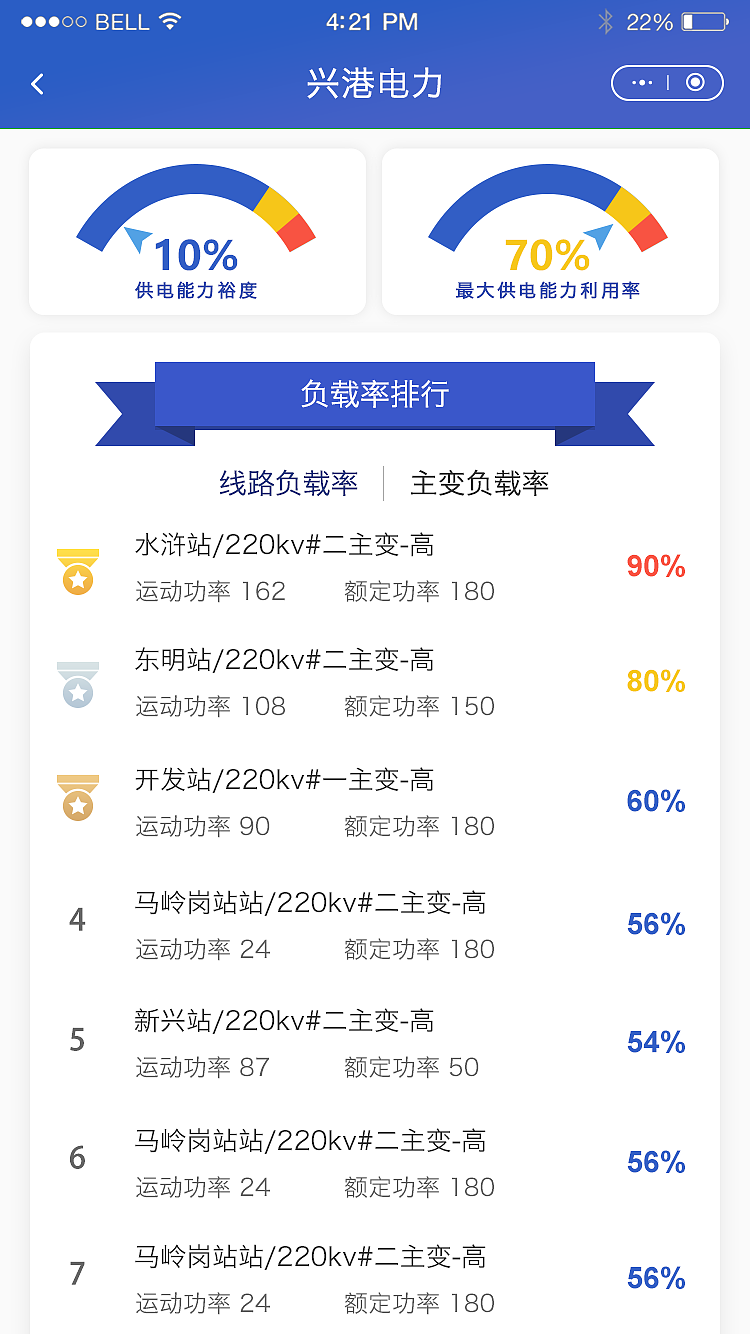 BELL 4:21 PM 22%
兴港电力
10% 70%
供电能力裕度 最大供电能力利用率
负载率排行
线路负载率 主变负载率
水浒站/220kv#二主变-高
90%
运动功率 162 额定功率 180
东明站/220kv#二主变-高
80%
运动功率 108 额定功率 150
开发站/220kv#一主变-高
60%
运动功率 90 额定功率 180
4 马岭岗站站/220kv#二主变-高
56%
运动功率 24 额定功率 180
5 新兴站/220kv#二主变-高
54%
运动功率 87 额定功率 50
6 马岭岗站站/220kv#二主变-高
56%
运动功率 24 额定功率 180
7 马岭岗站站/220kv#二主变-高
56%
运动功率 24 额定功率 180